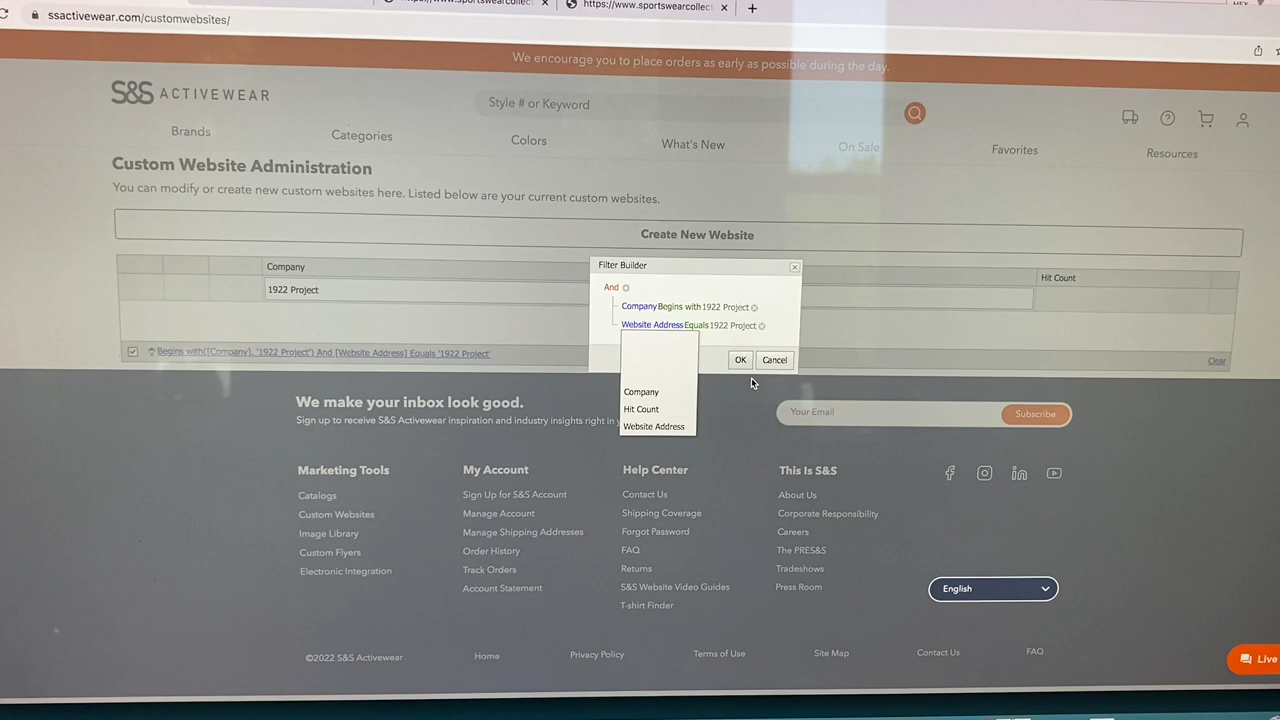 ssactivewear.com/customwebsites/
https://www.sportswearcollect
We encourage you to place orders as early as possible during the day.
S&S ACTIVEWEAR
Style # or Keyword
Brands
Categories
Colors
What's New
On Sale
Favorites
Resources
Custom Website Administration
You can modify or create new custom websites here. Listed below are your current custom websites.
Create New Website
Company
Hit Count
1922 Project
Filter Builder
And
Company Begins with 1922 Project
Website Address Equals 1922 Project
OK
Cancel
Company
Hit Count
Website Address
Begins with([Company], '1922 Project') And [Website Address] Equals '1922 Project'
Clear
We make your inbox look good.
Sign up to receive S&S Activewear inspiration and industry insights right in
Your Email
Subscribe
Marketing Tools
Catalogs
Custom Websites
Image Library
Custom Flyers
Electronic Integration
My Account
Sign Up for S&S Account
Manage Account
Manage Shipping Addresses
Order History
Track Orders
Account Statement
Help Center
Contact Us
Shipping Coverage
Forgot Password
FAQ
Returns
S&S Website Video Guides
T-shirt Finder
This Is S&S
About Us
Corporate Responsibility
Careers
The PRES&S
Tradeshows
Press Room
English
©2022 S&S Activewear
Home
Privacy Policy
Terms of Use
Site Map
Contact Us
FAQ
Live